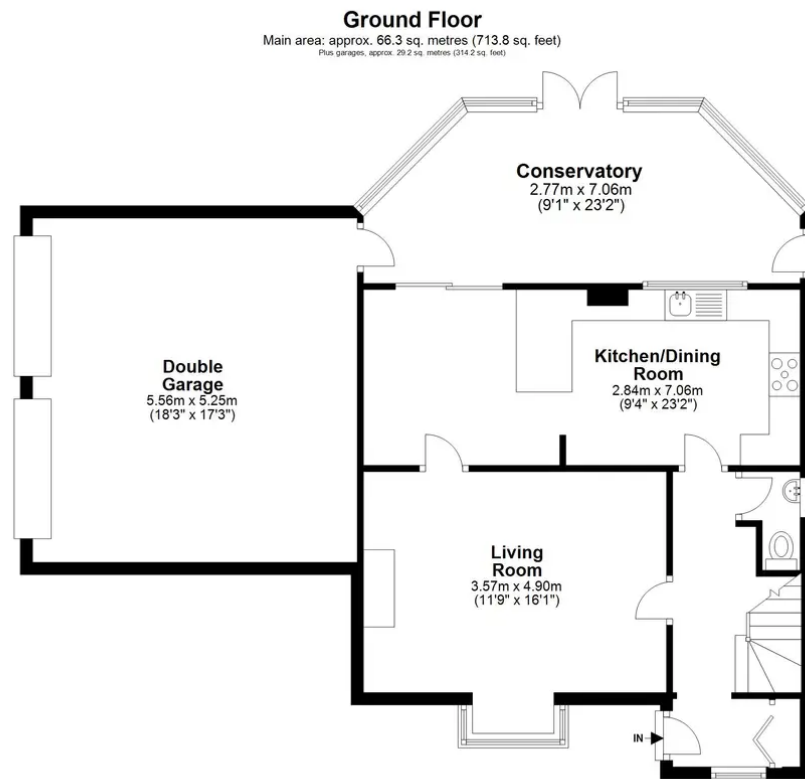 Ground Floor
Main area: approx. 66.3 sq. metres (713.8 sq. feet)
Plus garages, approx. 29.2 sq. metres (314.2 sq. feet)
Conservatory
2.77m x 7.06m
(9'1" x 23'2")
Double
Garage
5.56m x 5.25m
(18'3" x 17'3")
Kitchen/Dining
Room
2.84m x 7.06m
(9'4" x 23'2")
Living
Room
3.57m x 4.90m
(11'9" x 16'1")
IN